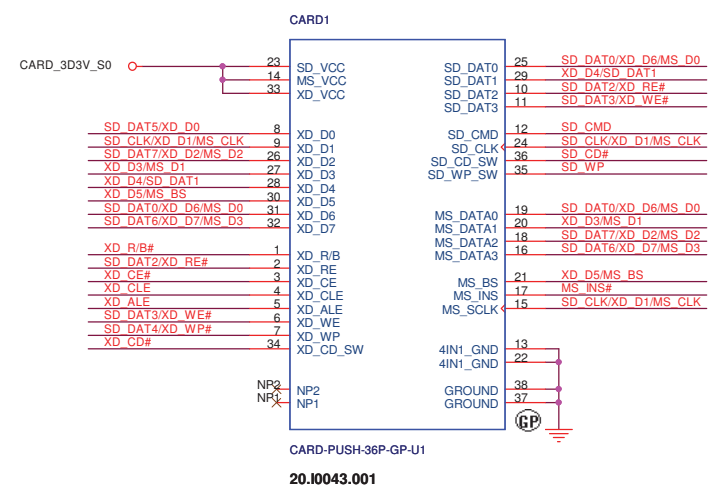 CARD1
CARD_3D3V_S0
23 SD_VCC
14 MS_VCC
33 XD_VCC
SD_DAT5/XD_D0 8 XD_D0
SD_CLK/XD_D1/MS_CLK 9 XD_D1
SD_DAT7/XD_D2/MS_D2 26 XD_D2
XD_D3/MS_D1 27 XD_D3
XD_D4/SD_DAT1 28 XD_D4
XD_D5/MS_BS 30 XD_D5
SD_DAT0/XD_D6/MS_D0 31 XD_D6
SD_DAT6/XD_D7/MS_D3 32 XD_D7
XD_R/B# 1 XD_R/B
SD_DAT2/XD_RE# 2 XD_RE
XD_CE# 3 XD_CE
XD_CLE 4 XD_CLE
XD_ALE 5 XD_ALE
SD_DAT3/XD_WE# 6 XD_WE
SD_DAT4/XD_WP# 7 XD_WP
XD_CD# 34 XD_CD_SW
NP2 NP2
NP1 NP1
SD_DAT0 25 SD_DAT0/XD_D6/MS_D0
SD_DAT1 29 XD_D4/SD_DAT1
SD_DAT2 10 SD_DAT2/XD_RE#
SD_DAT3 11 SD_DAT3/XD_WE#
SD_CMD 12 SD_CMD
SD_CLK 24 SD_CLK/XD_D1/MS_CLK
SD_CD_SW 36 SD_CD#
SD_WP_SW 35 SD_WP
MS_DATA0 19 SD_DAT0/XD_D6/MS_D0
MS_DATA1 20 XD_D3/MS_D1
MS_DATA2 18 SD_DAT7/XD_D2/MS_D2
MS_DATA3 16 SD_DAT6/XD_D7/MS_D3
MS_BS 21 XD_D5/MS_BS
MS_INS 17 MS_INS#
MS_SCLK 15 SD_CLK/XD_D1/MS_CLK
4IN1_GND 13
4IN1_GND 22
GROUND 38
GROUND 37
GP
CARD-PUSH-36P-GP-U1
20.I0043.001